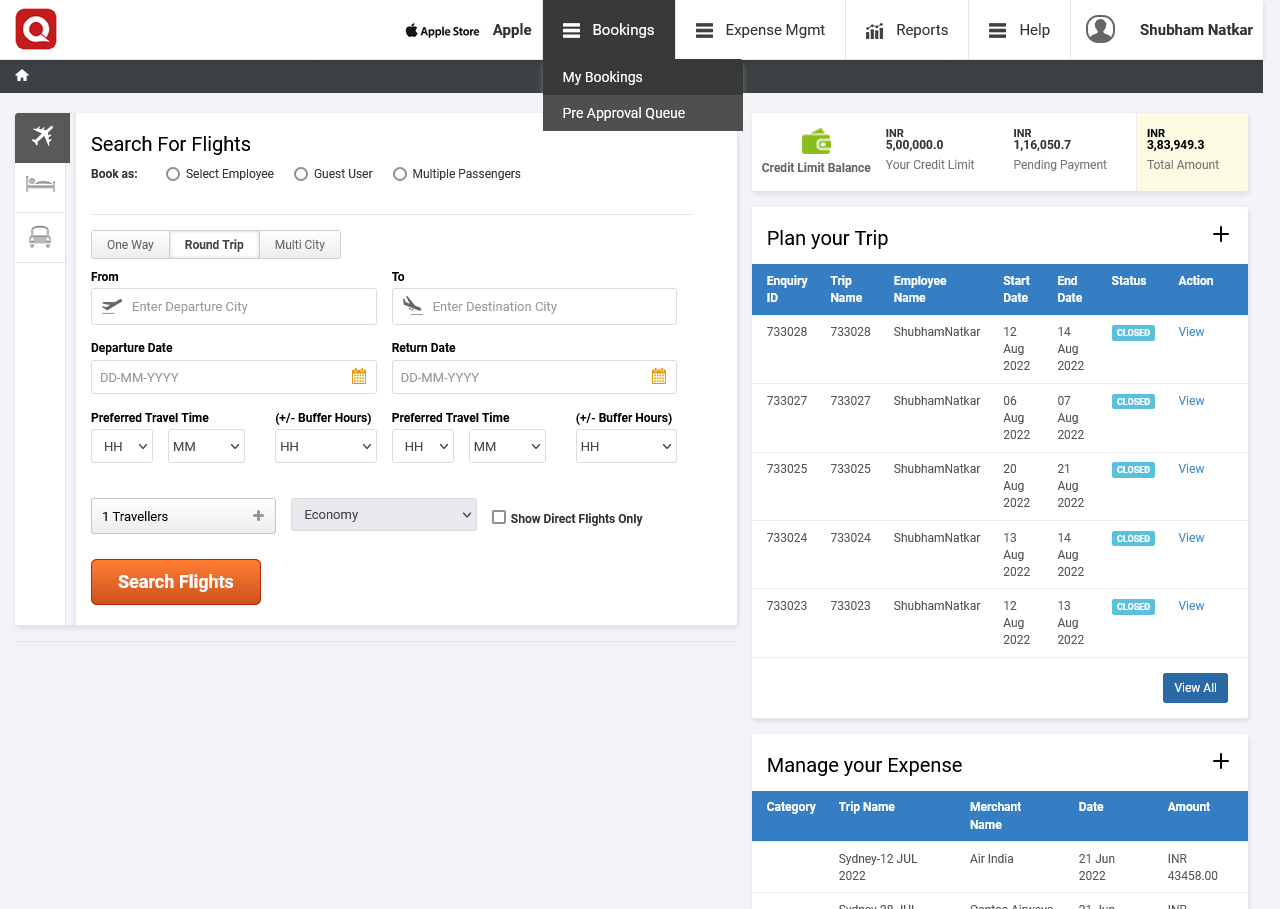 Q
Apple Store
Apple
Bookings
Expense Mgmt
Reports
Help
Shubham Natkar
My Bookings
Pre Approval Queue
Search For Flights
Book as:
Select Employee
Guest User
Multiple Passengers
One Way
Round Trip
Multi City
From
To
Enter Departure City
Enter Destination City
Departure Date
Return Date
DD-MM-YYYY
DD-MM-YYYY
Preferred Travel Time
(+/- Buffer Hours)
Preferred Travel Time
(+/- Buffer Hours)
HH
MM
HH
HH
MM
HH
1 Travellers
Economy
Show Direct Flights Only
Search Flights
Credit Limit Balance
INR
5,00,000.0
Your Credit Limit
INR
1,16,050.7
Pending Payment
INR
3,83,949.3
Total Amount
Plan your Trip
Enquiry ID
Trip Name
Employee Name
Start Date
End Date
Status
Action
733028 733028 ShubhamNatkar 12 Aug 2022 14 Aug 2022 CLOSED View
733027 733027 ShubhamNatkar 06 Aug 2022 07 Aug 2022 CLOSED View
733025 733025 ShubhamNatkar 20 Aug 2022 21 Aug 2022 CLOSED View
733024 733024 ShubhamNatkar 13 Aug 2022 14 Aug 2022 CLOSED View
733023 733023 ShubhamNatkar 12 Aug 2022 13 Aug 2022 CLOSED View
View All
Manage your Expense
Category
Trip Name
Merchant Name
Date
Amount
Sydney-12 JUL 2022 Air India 21 Jun 2022 INR 43458.00
Sydney-28 JUL Qantas Airways 21 Jun INR